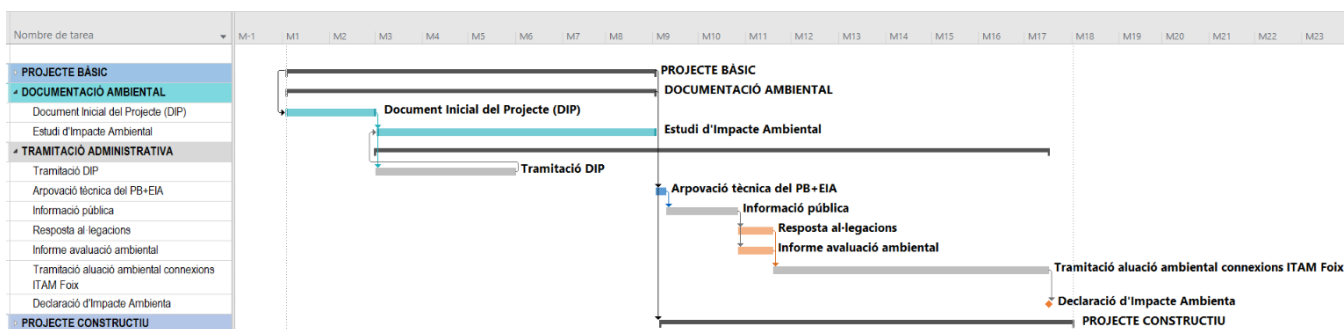 Nombre de tarea M-1 M1 M2 M3 M4 M5 M6 M7 M8 M9 M10 M11 M12 M13 M14 M15 M16 M17 M18 M19 M20 M21 M22 M23
PROJECTE BÀSIC PROJECTE BÀSIC
DOCUMENTACIÓ AMBIENTAL DOCUMENTACIÓ AMBIENTAL
Document Inicial del Projecte (DIP) Document Inicial del Projecte (DIP)
Estudi d'Impacte Ambiental Estudi d'Impacte Ambiental
TRAMITACIÓ ADMINISTRATIVA
Tramitació DIP Tramitació DIP
Arpovació tècnica del PB+EIA Arpovació tècnica del PB+EIA
Informació pública Informació pública
Resposta al·legacions Resposta al·legacions
Informe avaluació ambiental Informe avaluació ambiental
Tramitació aluació ambiental connexions Tramitació aluació ambiental connexions ITAM Foix
ITAM Foix
Declaració d'Impacte Ambienta Declaració d'Impacte Ambienta
PROJECTE CONSTRUCTIU PROJECTE CONSTRUCTIU